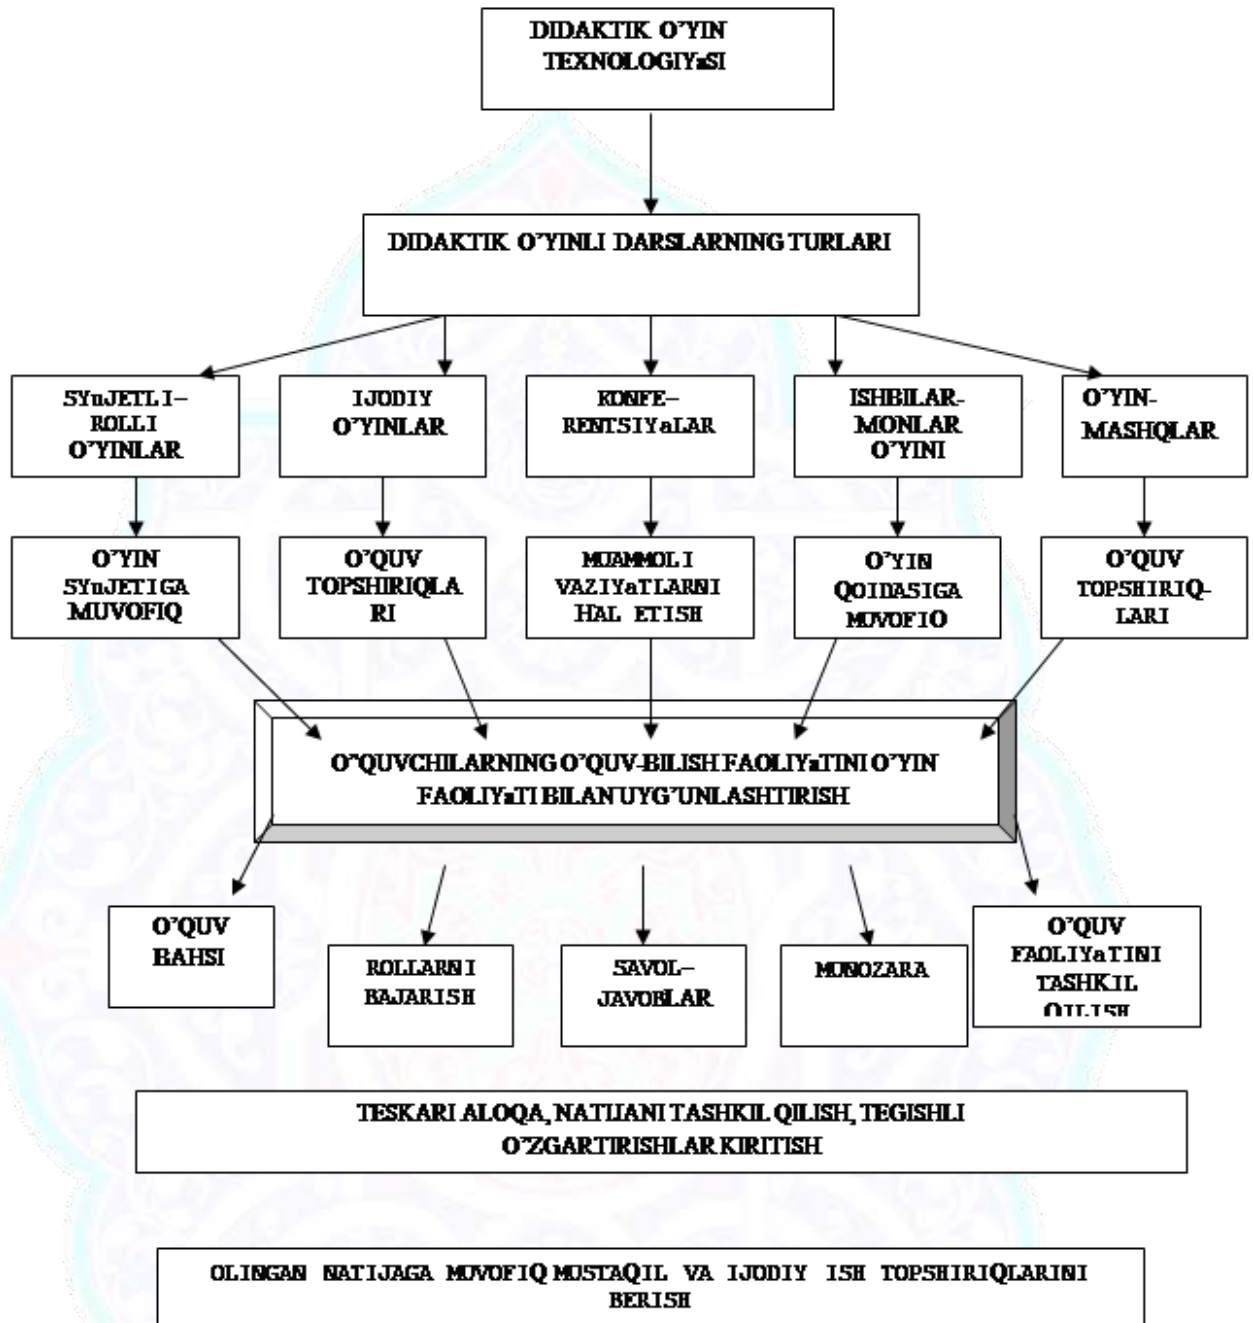 DIDAKTIK O’YIN
TEXNOLOGIYaSI
DIDAKTIK O’YINLI DARSLARNING TURLARI
SYuJETLI–
ROLLI
O’YINLAR
IJODIY
O’YINLAR
KONFE–
RENTSIYaLAR
ISHBILAR-
MONLAR
O’YINI
O’YIN-
MASHQLAR
O’YIN
SYuJETIGA
MUVOFIQ
O’QUV
TOPSHIRIQLA
RI
MUAMMOLI
VAZIYaTLARNI
HAL ETISH
O’YIN
QOIDASIGA
MUVOFIQ
O’QUV
TOPSHIRIQ-
LARI
O’QUVCHILARNING O’QUV-BILISH FAOLIYaTINI O’YIN
FAOLIYaTI BILAN UYG’UNLASHTIRISH
O’QUV
BAHSI
ROLLARNI
BAJARISH
SAVOL–
JAVOBLAR
MUNOZARA
O’QUV
FAOLIYaTINI
TASHKIL
QILISH
TESKARI ALOQA, NATIJANI TASHKIL QILISH, TEGISHLI
O’ZGARTIRISHLAR KIRITISH
OLINGAN NATIJAGA MUVOFIQ MUSTAQIL VA IJODIY ISH TOPSHIRIQLARINI
BERISH